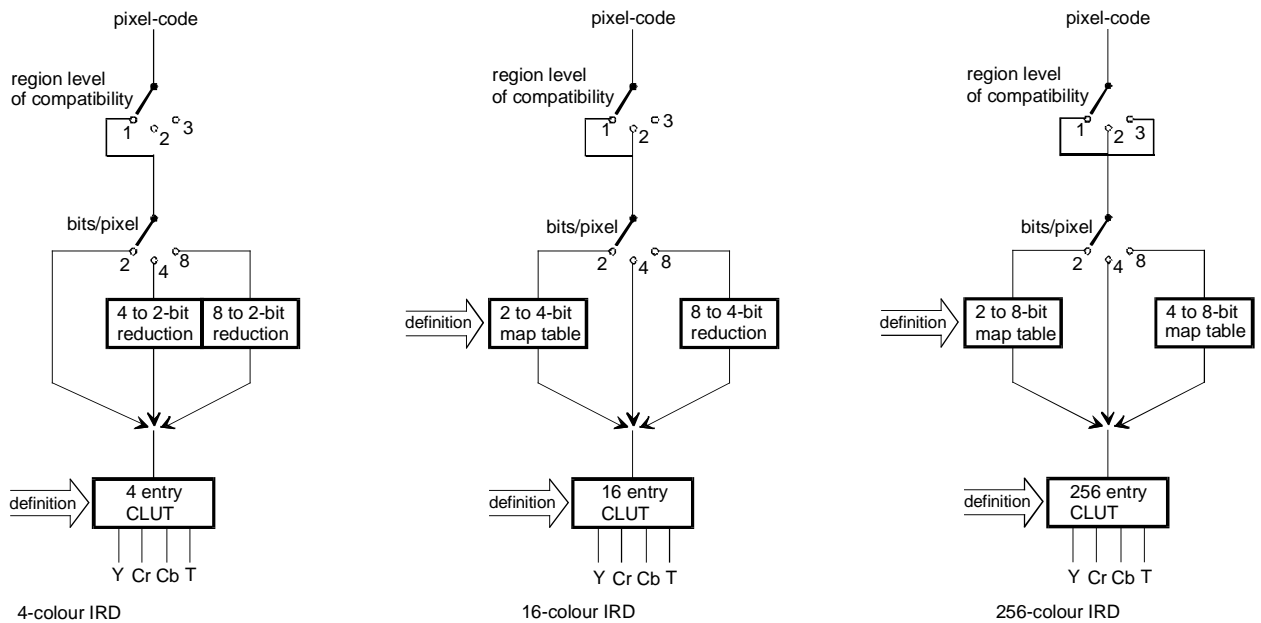 pixel-code
region level
of compatibility
1
2
3
bits/pixel
2
4
8
4 to 2-bit
reduction
8 to 2-bit
reduction
definition
4 entry
CLUT
Y Cr Cb T
4-colour IRD
pixel-code
region level
of compatibility
1
2
3
bits/pixel
2
4
8
definition
2 to 4-bit
map table
8 to 4-bit
reduction
definition
16 entry
CLUT
Y Cr Cb T
16-colour IRD
pixel-code
region level
of compatibility
1
2
3
bits/pixel
2
4
8
definition
2 to 8-bit
map table
4 to 8-bit
map table
definition
256 entry
CLUT
Y Cr Cb T
256-colour IRD